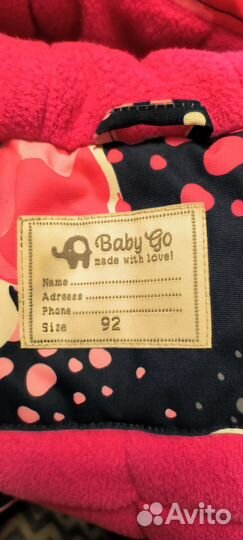 Baby Go
made with love!
Name
Adress
Phone
Size 92
Avito